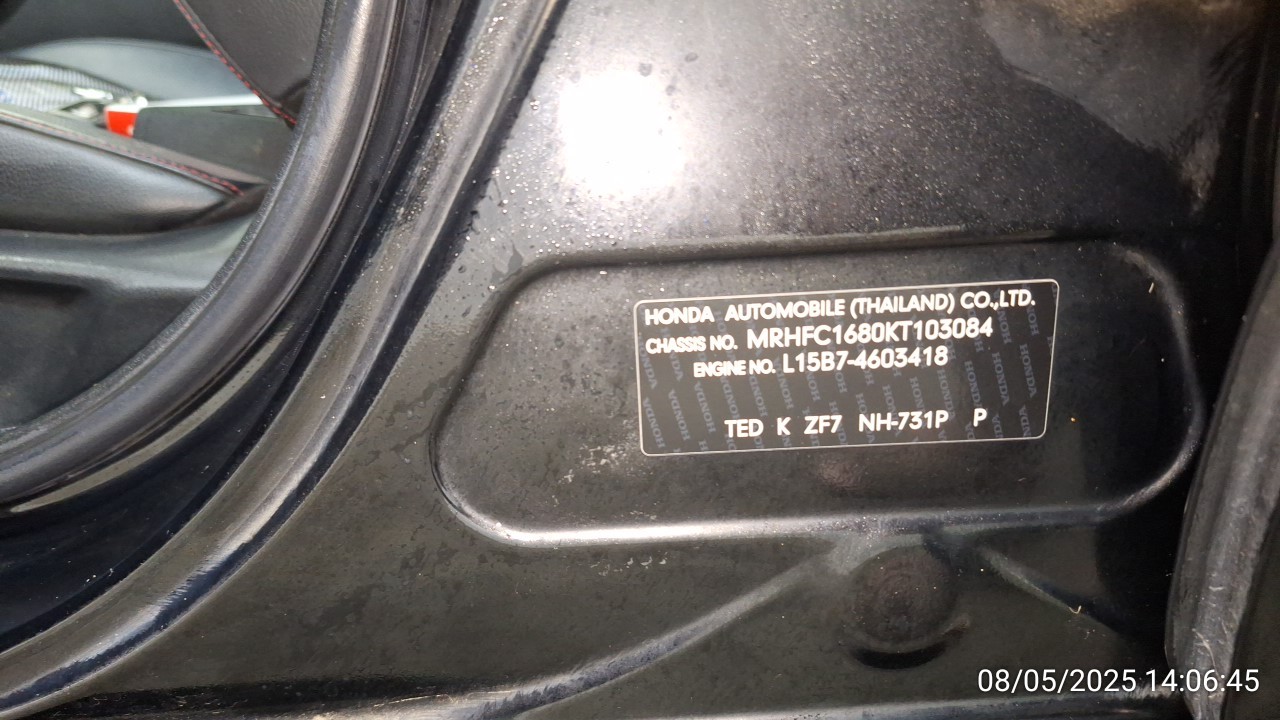 HONDA AUTOMOBILE (THAILAND) CO.,LTD.
CHASSIS NO. MRHFC1680KT103084
ENGINE NO. L15B7-4603418
TED K ZF7 NH-731P P
08/05/2025 14:06:45